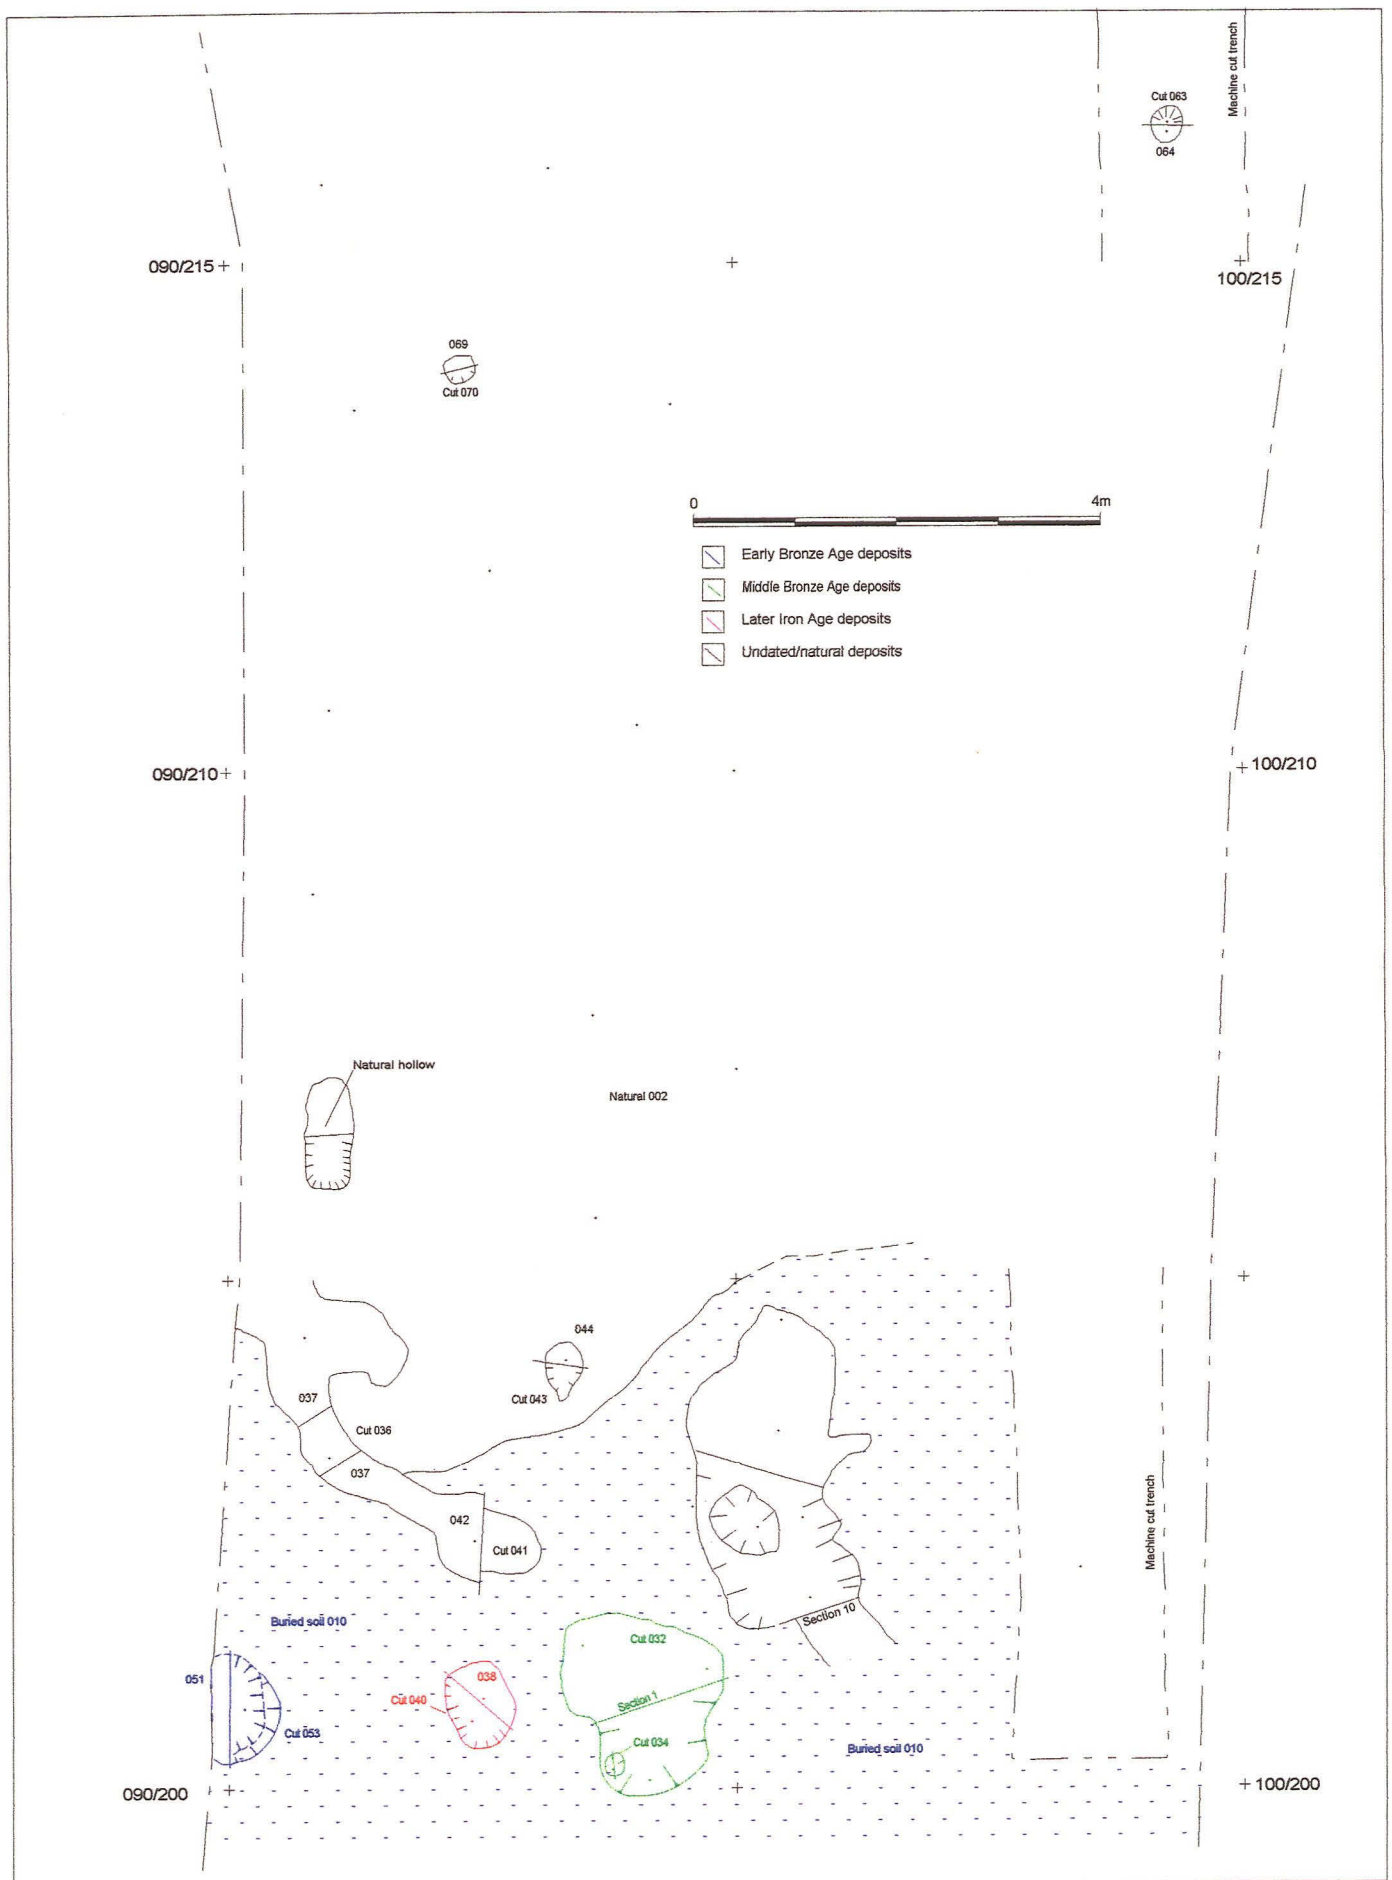 Machine cut trench
Cut 063
064
090/215
100/215
069
Cut 070
0 4m
Early Bronze Age deposits
Middle Bronze Age deposits
Later Iron Age deposits
Undated/natural deposits
090/210
100/210
Natural hollow
Natural 002
044
Cut 043
037
Cut 036
037
042
Cut 041
Machine cut trench
Section 10
Buried soil 010
Cut 032
051
038
Cut 040
Section 1
Cut 053
Cut 034
Buried soil 010
090/200
100/200